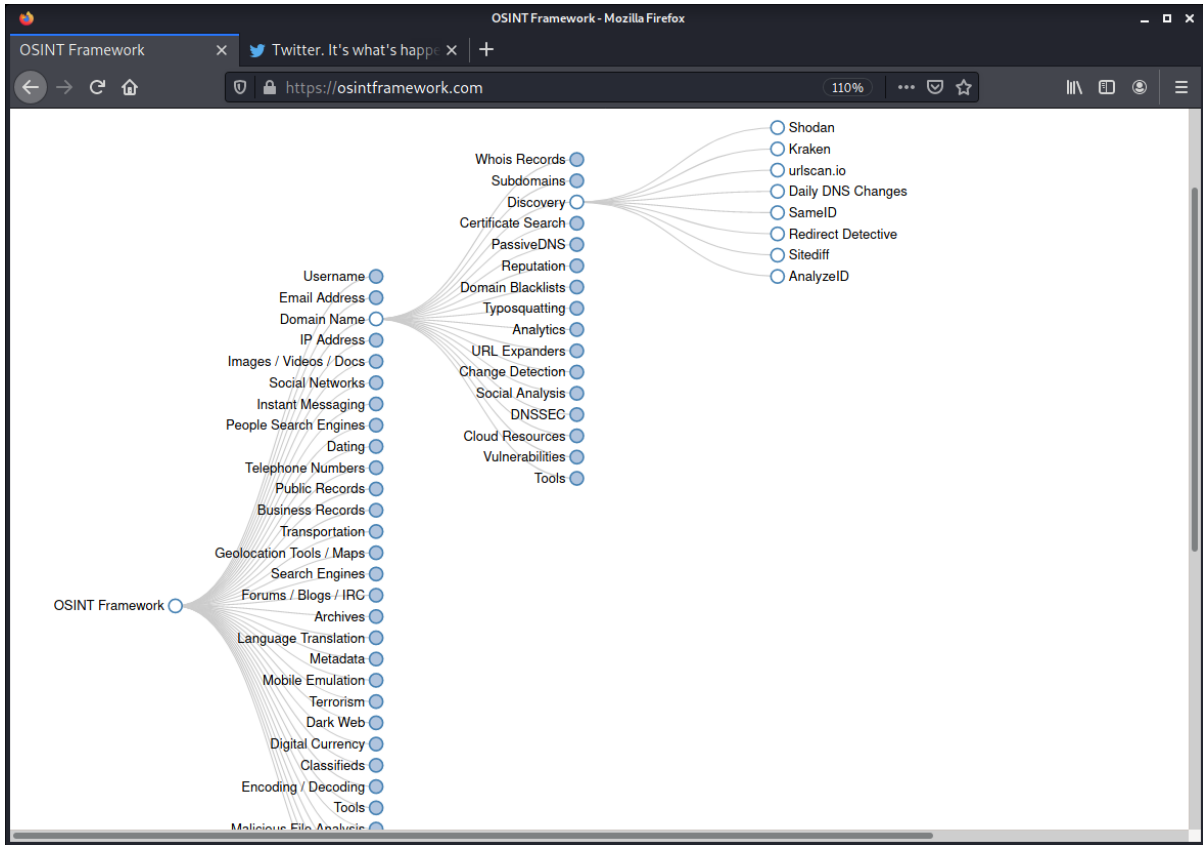 OSINT Framework - Mozilla Firefox
OSINT Framework
Twitter. It's what's happe
https://osintframework.com
110%
OSINT Framework
Username
Email Address
Domain Name
IP Address
Images / Videos / Docs
Social Networks
Instant Messaging
People Search Engines
Dating
Telephone Numbers
Public Records
Business Records
Transportation
Geolocation Tools / Maps
Search Engines
Forums / Blogs / IRC
Archives
Language Translation
Metadata
Mobile Emulation
Terrorism
Dark Web
Digital Currency
Classifieds
Encoding / Decoding
Tools
Malicious File Analysis
Whois Records
Subdomains
Discovery
Certificate Search
PassiveDNS
Reputation
Domain Blacklists
Typosquatting
Analytics
URL Expanders
Change Detection
Social Analysis
DNSSEC
Cloud Resources
Vulnerabilities
Tools
Shodan
Kraken
urlscan.io
Daily DNS Changes
SameID
Redirect Detective
Sitediff
AnalyzeID